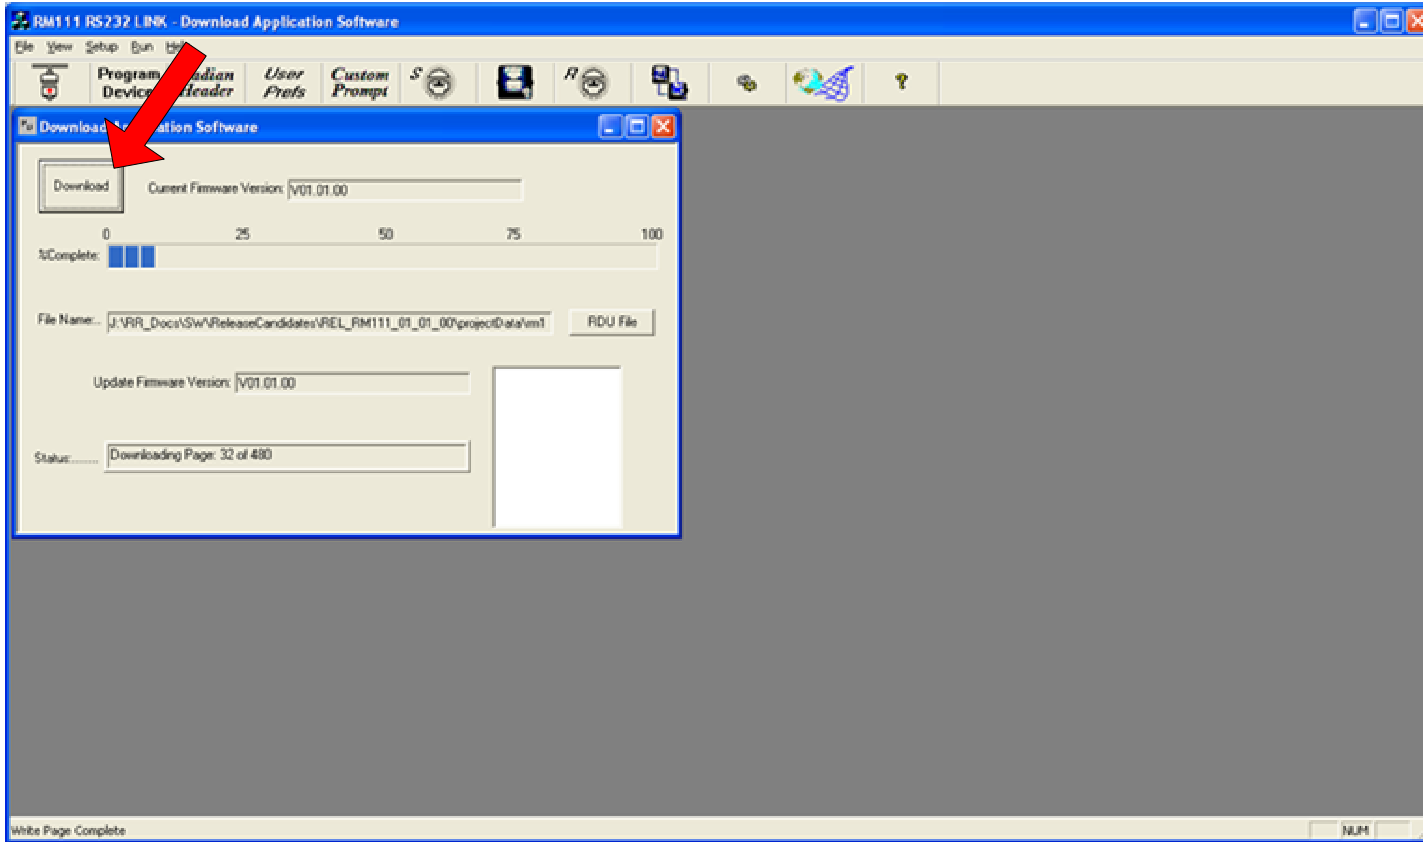 RM111 RS232 LINK - Download Application Software
File View Setup Run
Program Device
User Prefs
Custom Prompt
S
R
?
Download Software
Download
Current Firmware Version: V01.01.00
0 25 50 75 100
%Complete:
File Name:.. J:\RR_Docs\SW\ReleaseCandidates\REL_RM111_01_01_00\projectData\rm1
RDU File
Update Firmware Version: V01.01.00
Status:......... Downloading Page: 32 of 480
Write Page Complete
NUM